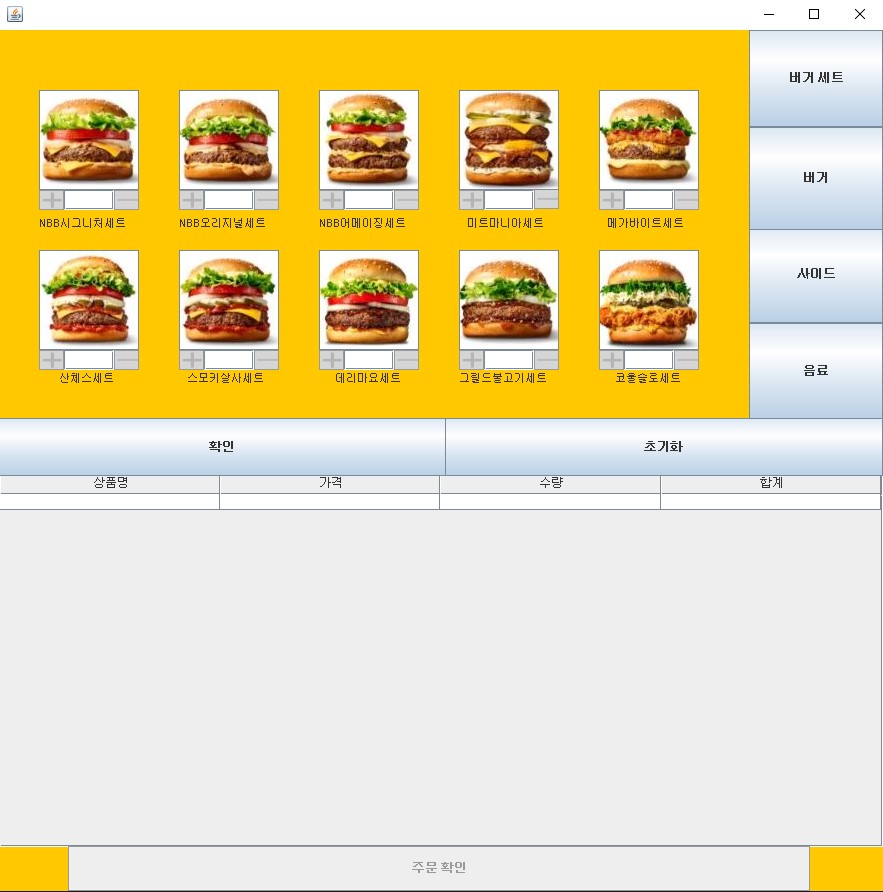 버거 세트
버거
사이드
음료
NBB시그니처세트
NBB오리지널세트
NBB어메이징세트
미트마니아세트
메가바이트세트
산체스세트
스모키살사세트
데리마요세트
그릴드불고기세트
코울슬로세트
확인
초기화
상품명
가격
수량
합계
주문 확인